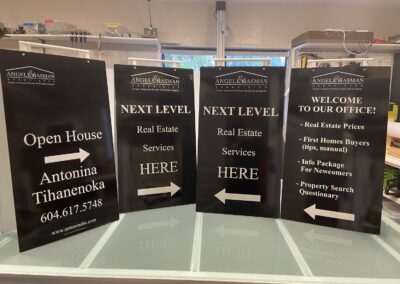 ANGELL HASMAN
Open House
Antonina
Tihanenoka
604.617.5748
ANGELL HASMAN
NEXT LEVEL
Real Estate
Services
HERE
ANGELL HASMAN
NEXT LEVEL
Real Estate
Services
HERE
ANGELL HASMAN
WELCOME
TO OUR OFFICE!
- Real Estate Prices
- First Homes Buyers
(tips, manual)
- Info Package
For Newcomers
- Property Search
Questionary